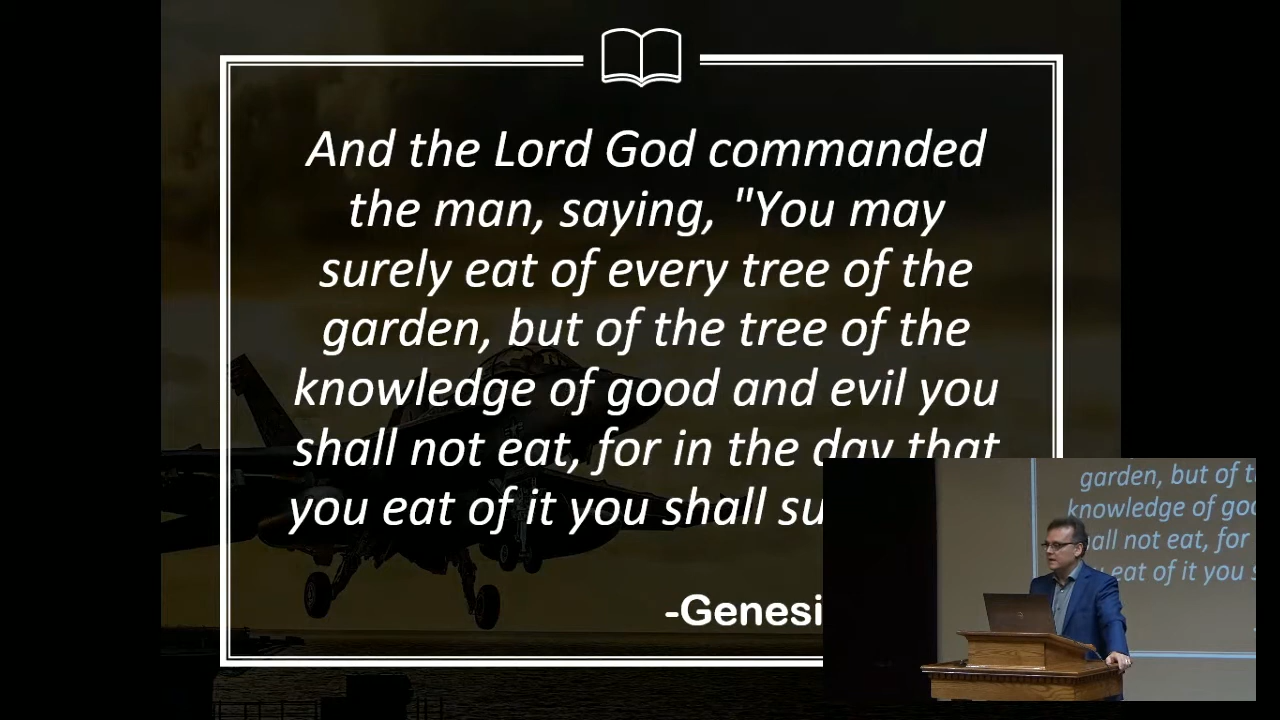 And the Lord God commanded
the man, saying, "You may
surely eat of every tree of the
garden, but of the tree of the
knowledge of good and evil you
shall not eat, for in the day that
you eat of it you shall
-Genesi
garden, but of
knowledge of
not eat, for
eat of it you